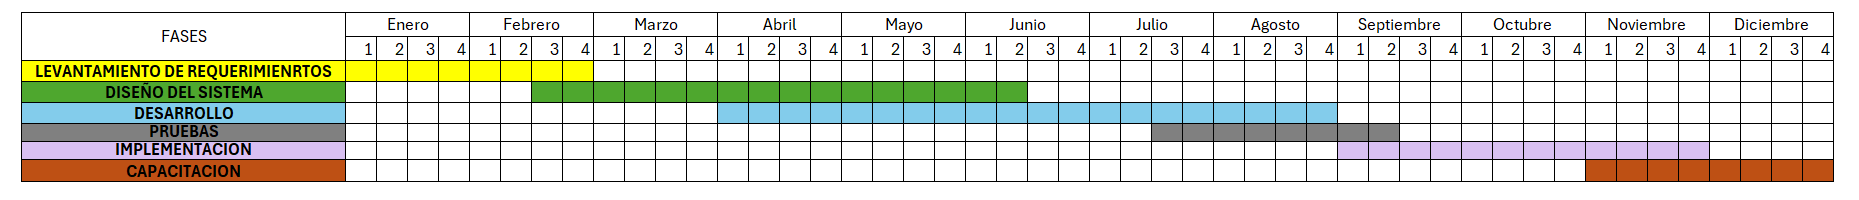 FASES Enero Febrero Marzo Abril Mayo Junio Julio Agosto Septiembre Octubre Noviembre Diciembre
1 2 3 4 1 2 3 4 1 2 3 4 1 2 3 4 1 2 3 4 1 2 3 4 1 2 3 4 1 2 3 4 1 2 3 4 1 2 3 4 1 2 3 4 1 2 3 4
LEVANTAMIENTO DE REQUERIMIENRTOS
DISEÑO DEL SISTEMA
DESARROLLO
PRUEBAS
IMPLEMENTACION
CAPACITACION